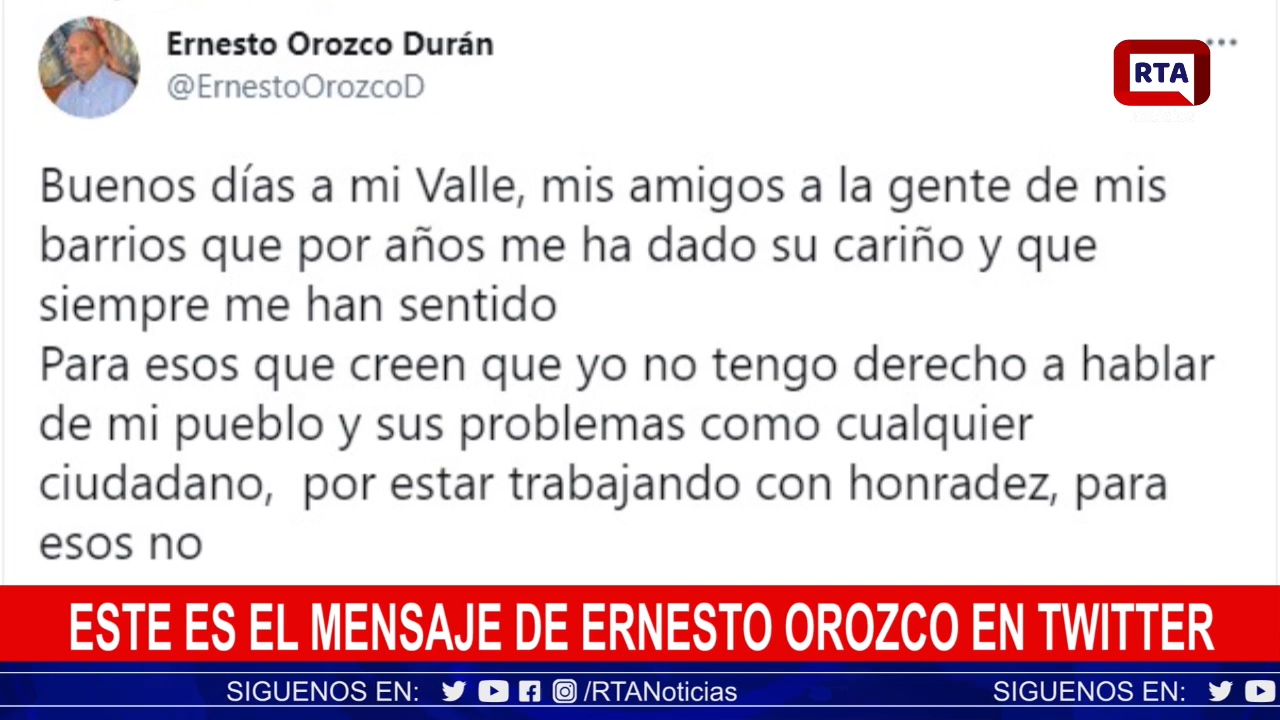 Ernesto Orozco Durán
@ErnestoOrozcoD
RTA
Buenos días a mi Valle, mis amigos a la gente de mis
barrios que por años me ha dado su cariño y que
siempre me han sentido
Para esos que creen que yo no tengo derecho a hablar
de mi pueblo y sus problemas como cualquier
ciudadano,  por estar trabajando con honradez, para
esos no
ESTE ES EL MENSAJE DE ERNESTO OROZCO EN TWITTER
SIGUENOS EN: /RTANoticias SIGUENOS EN: